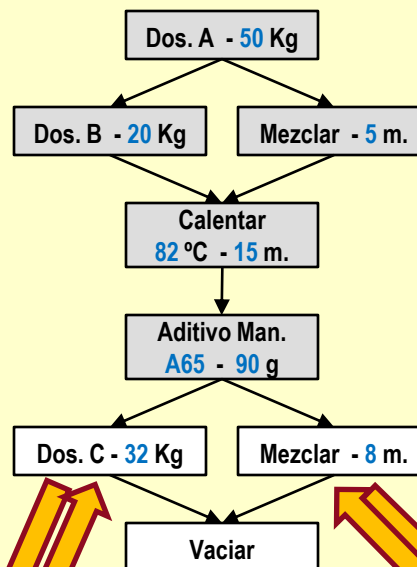 Dos. A - 50 Kg
Dos. B - 20 Kg
Mezclar - 5 m.
Calentar
82 ºC - 15 m.
Aditivo Man.
A65 - 90 g
Dos. C - 32 Kg
Mezclar - 8 m.
Vaciar